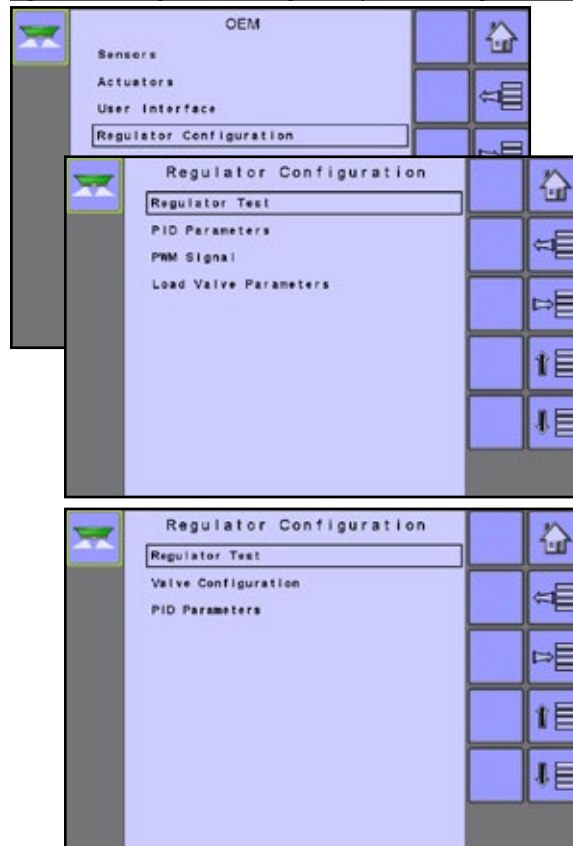 OEM
Sensors
Actuators
User Interface
Regulator Configuration
Regulator Configuration
Regulator Test
PID Parameters
PWM Signal
Load Valve Parameters
Regulator Configuration
Regulator Test
Valve Configuration
PID Parameters